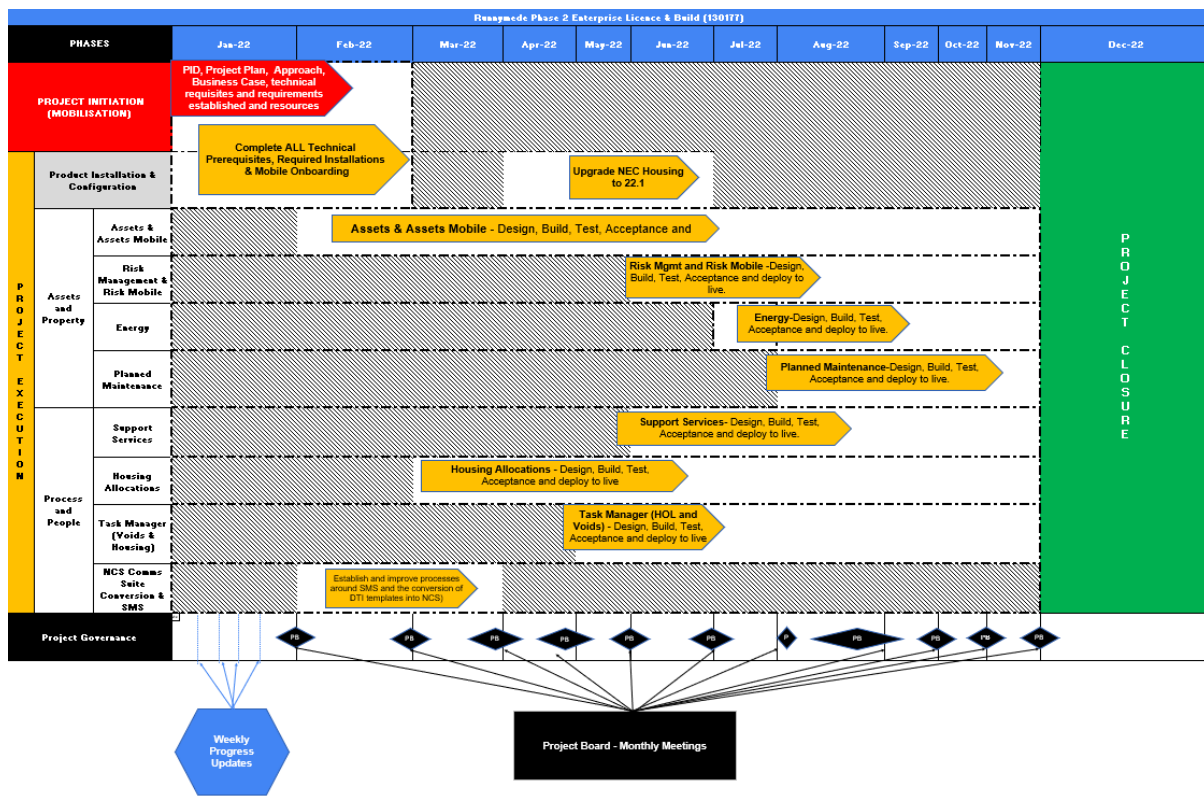 Runnymede Phase 2 Enterprise Licence & Build (130177)
PHASES
Jan-22
Feb-22
Mar-22
Apr-22
May-22
Jun-22
Jul-22
Aug-22
Sep-22
Oct-22
Nov-22
Dec-22
PROJECT INITIATION
(MOBILISATION)
PID, Project Plan, Approach,
Business Case, technical
requisites and requirements
established and resources
Complete ALL Technical
Prerequisites, Required Installations
& Mobile Onboarding
PROJECT EXECUTION
Product Installation &
Configuration
Upgrade NEC Housing
to 22.1
Assets
and
Property
Assets &
Assets Mobile
Assets & Assets Mobile - Design, Build, Test, Acceptance and
Risk
Management &
Risk Mobile
Risk Mgmt and Risk Mobile -Design,
Build, Test, Acceptance and deploy to
live.
Energy
Energy-Design, Build, Test,
Acceptance and deploy to live.
Planned
Maintenance
Planned Maintenance-Design, Build, Test,
Acceptance and deploy to live.
Process
and
People
Support
Services
Support Services- Design, Build, Test,
Acceptance and deploy to live.
Housing
Allocations
Housing Allocations - Design, Build, Test,
Acceptance and deploy to live
Task Manager
(Voids &
Housing)
Task Manager (HOL and
Voids) - Design, Build, Test,
Acceptance and deploy to live
NCS Comms
Suite
Conversion &
SMS
Establish and improve processes
around SMS and the conversion of
DTI templates into NCS)
PROJECT CLOSURE
Project Governance
PB
PB
PB
PB
PB
PB
P
PB
PB
PB
PB
Weekly
Progress
Updates
Project Board - Monthly Meetings